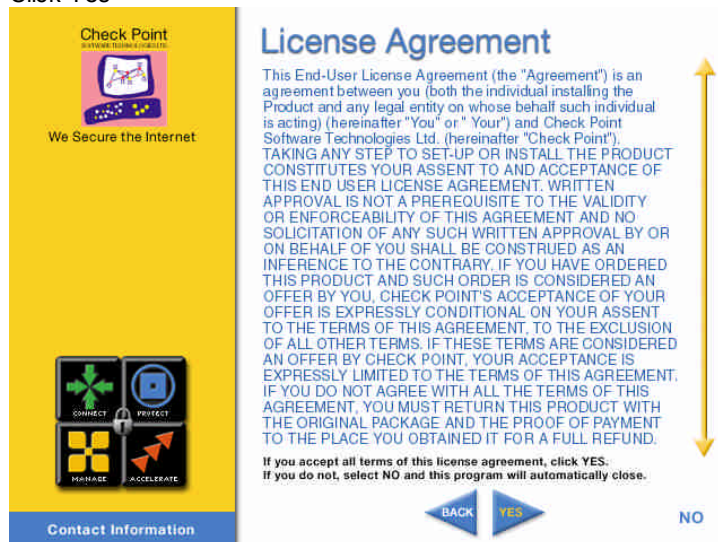 Click Yes
Check Point
SOFTWARE TECHNOLOGIES LTD.
We Secure the Internet
CONNECT
PROTECT
MANAGE
ACCELERATE
Contact Information
License Agreement
This End-User License Agreement (the "Agreement") is an
agreement between you (both the individual installing the
Product and any legal entity on whose behalf such individual
is acting) (hereinafter "You" or " Your") and Check Point
Software Technologies Ltd. (hereinafter "Check Point").
TAKING ANY STEP TO SET-UP OR INSTALL THE PRODUCT
CONSTITUTES YOUR ASSENT TO AND ACCEPTANCE OF
THIS END USER LICENSE AGREEMENT. WRITTEN
APPROVAL IS NOT A PREREQUISITE TO THE VALIDITY
OR ENFORCEABILITY OF THIS AGREEMENT AND NO
SOLICITATION OF ANY SUCH WRITTEN APPROVAL BY OR
ON BEHALF OF YOU SHALL BE CONSTRUED AS AN
INFERENCE TO THE CONTRARY. IF YOU HAVE ORDERED
THIS PRODUCT AND SUCH ORDER IS CONSIDERED AN
OFFER BY YOU, CHECK POINT'S ACCEPTANCE OF YOUR
OFFER IS EXPRESSLY CONDITIONAL ON YOUR ASSENT
TO THE TERMS OF THIS AGREEMENT, TO THE EXCLUSION
OF ALL OTHER TERMS. IF THESE TERMS ARE CONSIDERED
AN OFFER BY CHECK POINT, YOUR ACCEPTANCE IS
EXPRESSLY LIMITED TO THE TERMS OF THIS AGREEMENT.
IF YOU DO NOT AGREE WITH ALL THE TERMS OF THIS
AGREEMENT, YOU MUST RETURN THIS PRODUCT WITH
THE ORIGINAL PACKAGE AND THE PROOF OF PAYMENT
TO THE PLACE YOU OBTAINED IT FOR A FULL REFUND.
If you accept all terms of this license agreement, click YES.
If you do not, select NO and this program will automatically close.
BACK
YES
NO